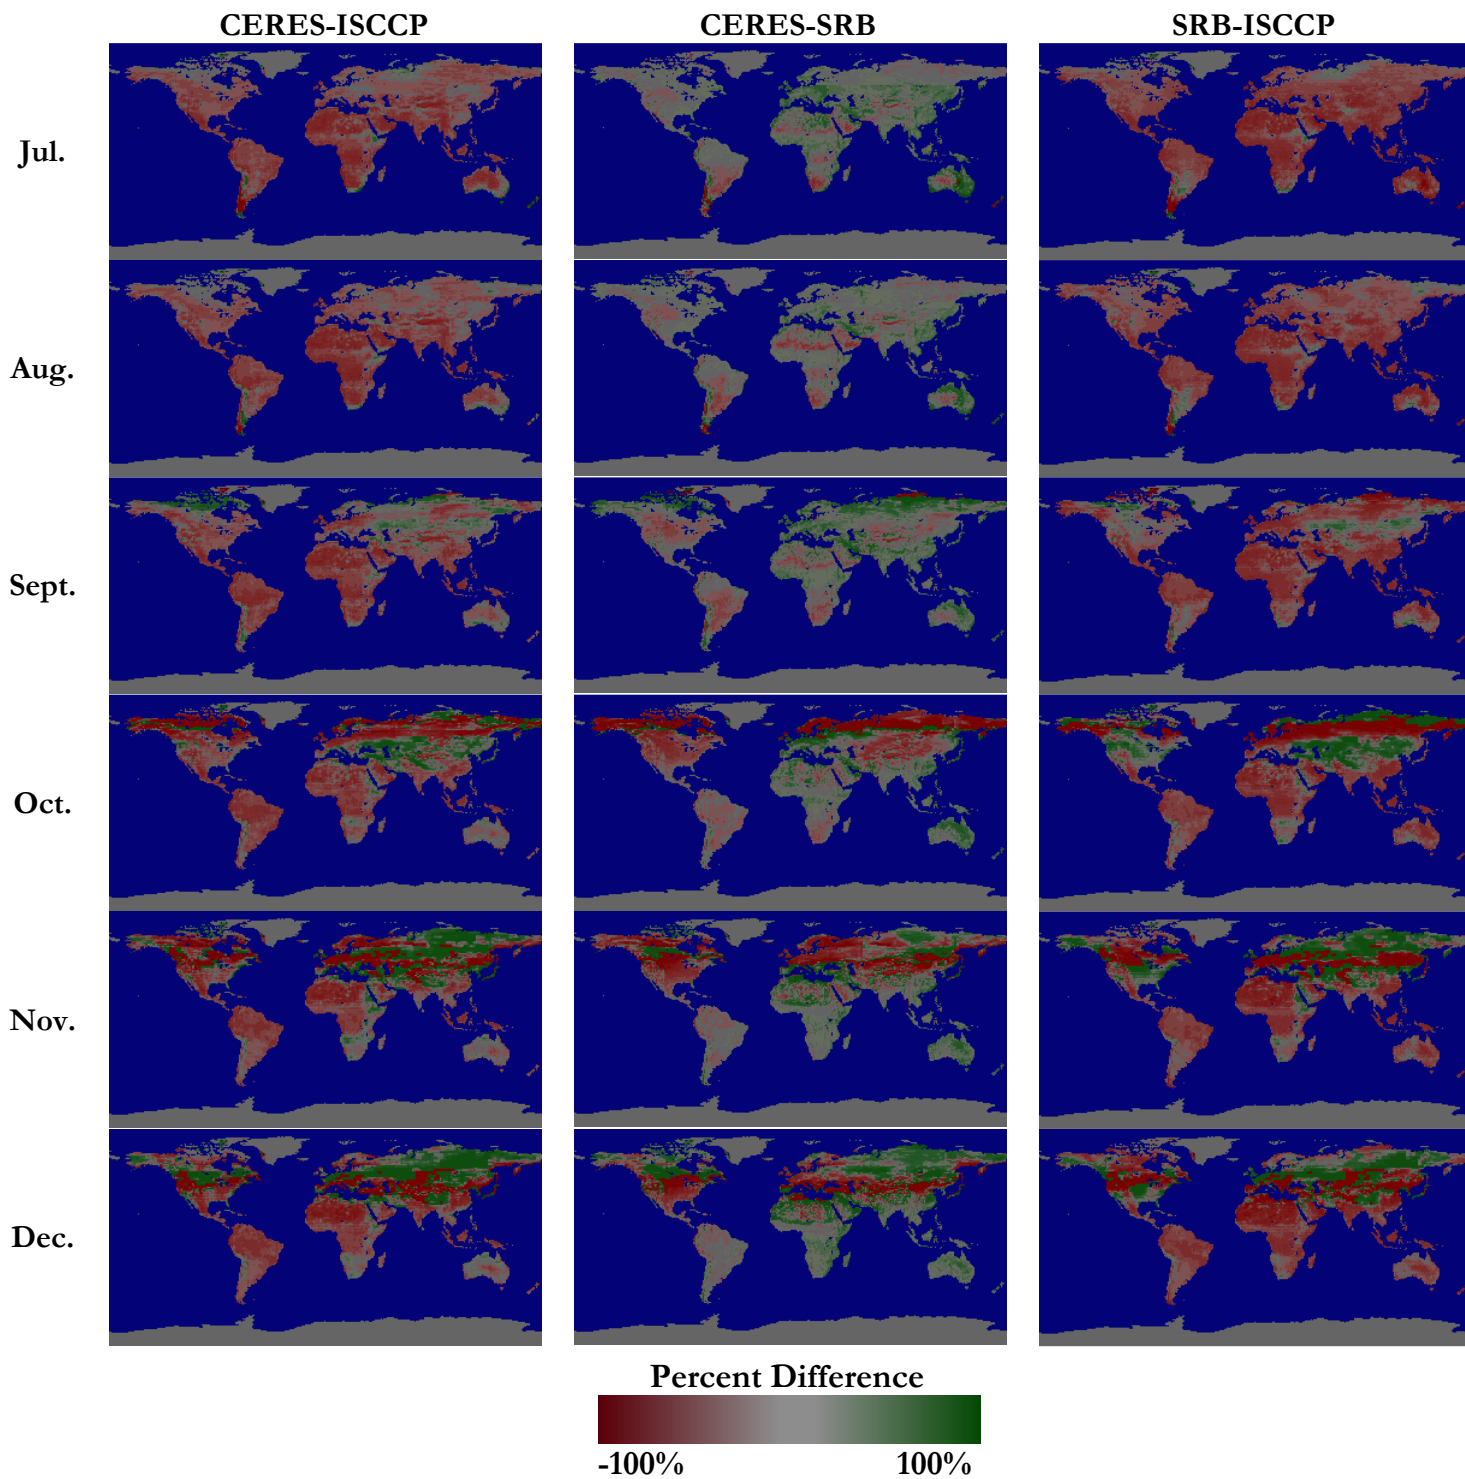 CERES-ISCCP CERES-SRB SRB-ISCCP
Jul.
Aug.
Sept.
Oct.
Nov.
Dec.
Percent Difference
-100% 100%